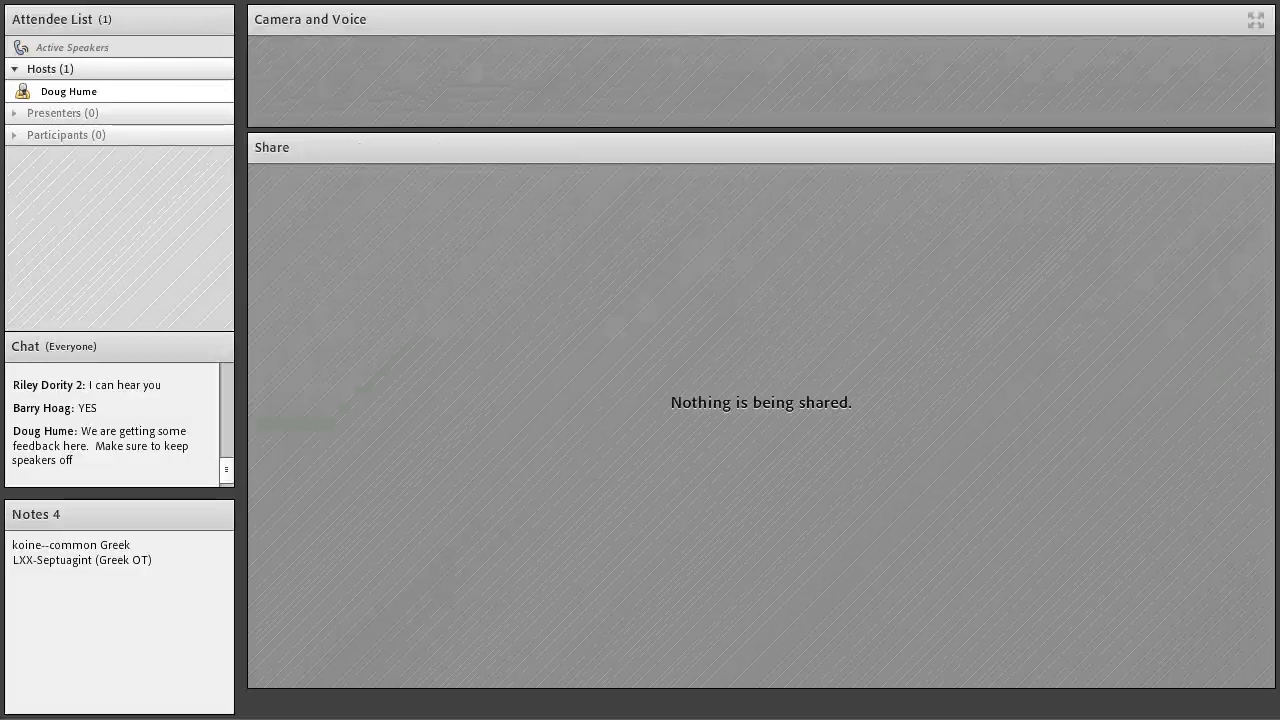 Attendee List (1)
Active Speakers
Hosts (1)
Doug Hume
Presenters (0)
Participants (0)
Chat (Everyone)
Riley Dority 2: I can hear you
Barry Hoag: YES
Doug Hume: We are getting some
feedback here.  Make sure to keep
speakers off
Notes 4
koine--common Greek
LXX-Septuagint (Greek OT)
Camera and Voice
Share
Nothing is being shared.